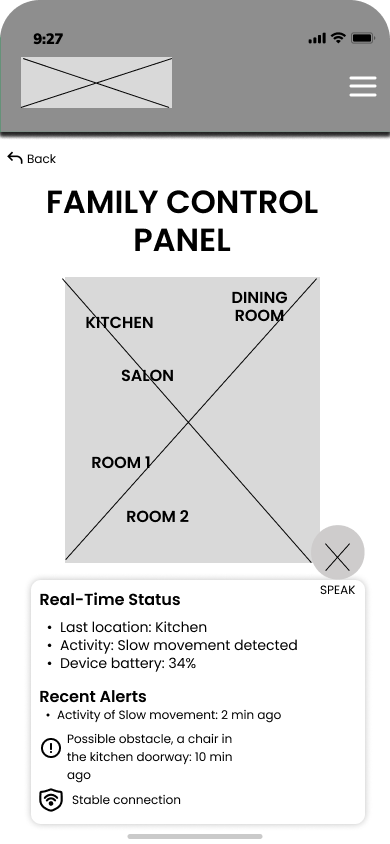 9:27
Back
FAMILY CONTROL
PANEL
DINING
ROOM
KITCHEN
SALON
ROOM 1
ROOM 2
SPEAK
Real-Time Status
• Last location: Kitchen
• Activity: Slow movement detected
• Device battery: 34%
Recent Alerts
• Activity of Slow movement: 2 min ago
Possible obstacle, a chair in
the kitchen doorway: 10 min
ago
Stable connection